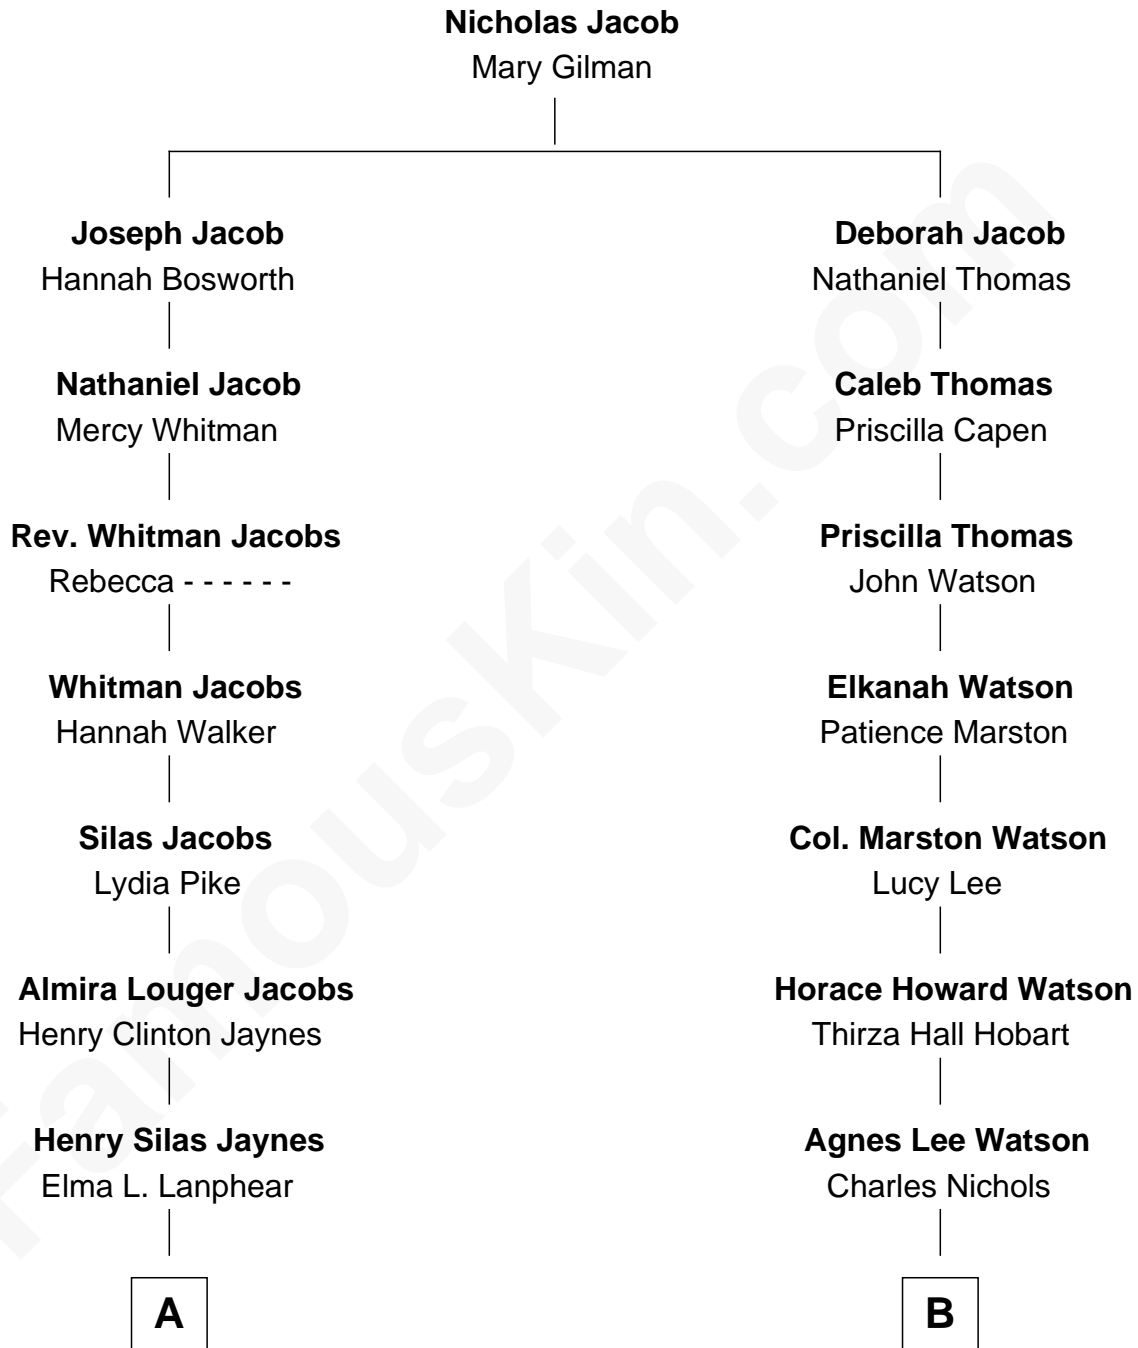 Nicholas Jacob
Mary Gilman
Joseph Jacob
Hannah Bosworth
Deborah Jacob
Nathaniel Thomas
Nathaniel Jacob
Mercy Whitman
Caleb Thomas
Priscilla Capen
Rev. Whitman Jacobs
Rebecca - - - - - -
Priscilla Thomas
John Watson
Whitman Jacobs
Hannah Walker
Elkanah Watson
Patience Marston
Silas Jacobs
Lydia Pike
Col. Marston Watson
Lucy Lee
Almira Louger Jacobs
Henry Clinton Jaynes
Horace Howard Watson
Thirza Hall Hobart
Henry Silas Jaynes
Elma L. Lanphear
Agnes Lee Watson
Charles Nichols
A
B
FamousKin.com